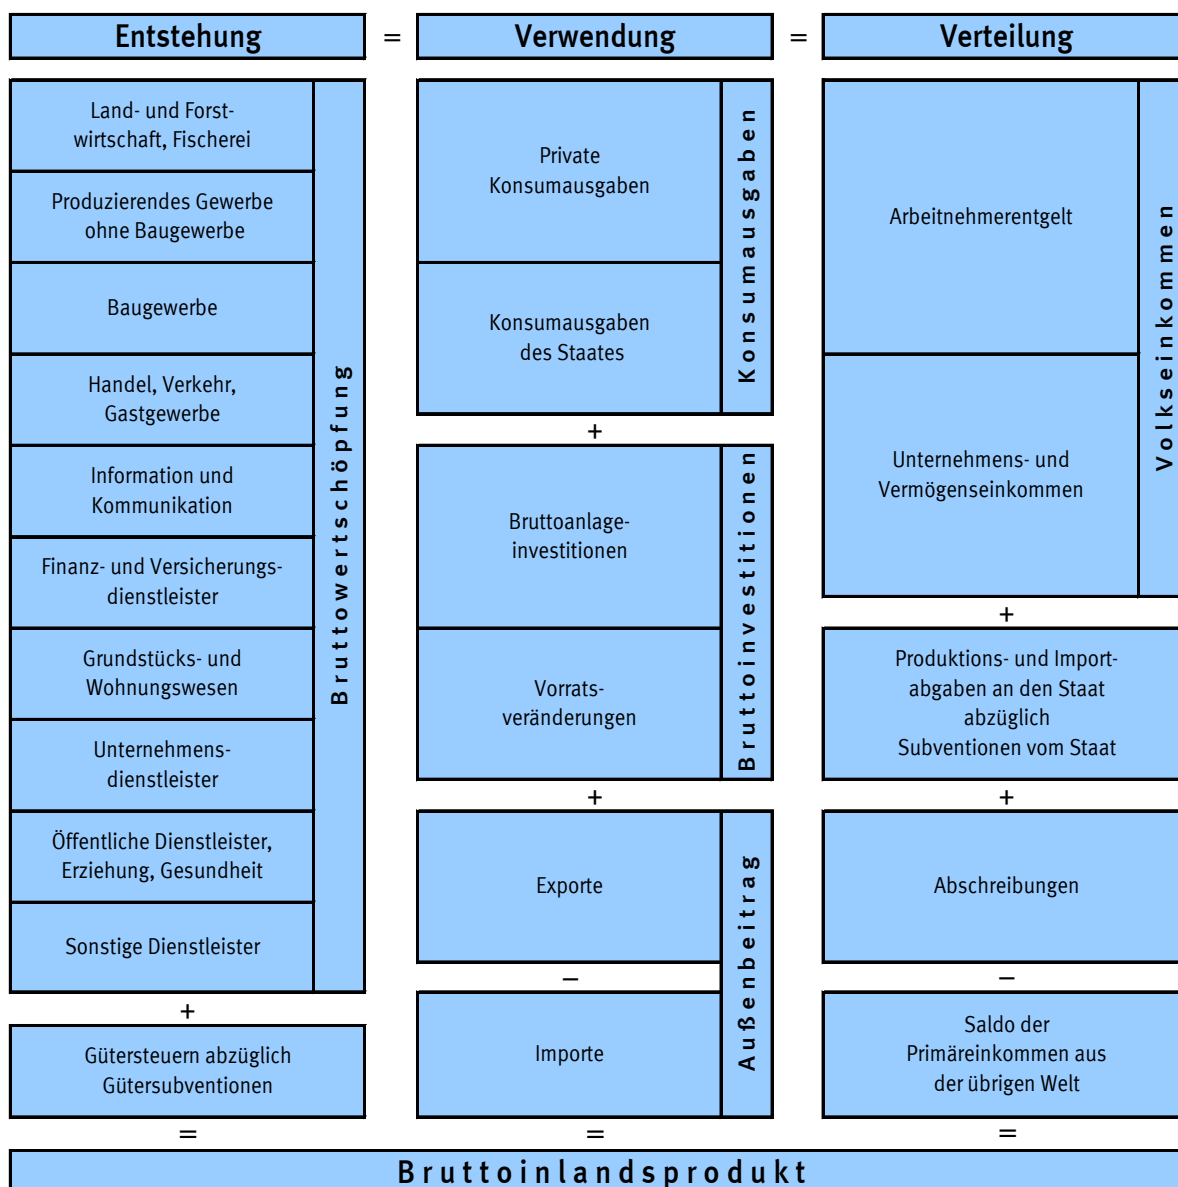 Entstehung = Verwendung = Verteilung
Land- und Forst-
wirtschaft, Fischerei
Produzierendes Gewerbe
ohne Baugewerbe
Baugewerbe
Handel, Verkehr,
Gastgewerbe
Information und
Kommunikation
Finanz- und Versicherungs-
dienstleister
Grundstücks- und
Wohnungswesen
Unternehmens-
dienstleister
Öffentliche Dienstleister,
Erziehung, Gesundheit
Sonstige Dienstleister
Bruttowertschöpfung
+
Gütersteuern abzüglich
Gütersubventionen
=
Private
Konsumausgaben
Konsumausgaben
des Staates
Konsumausgaben
+
Bruttoanlage-
investitionen
Vorrats-
veränderungen
Bruttoinvestitionen
+
Exporte
–
Importe
Außenbeitrag
=
Arbeitnehmerentgelt
Unternehmens- und
Vermögenseinkommen
Volkseinkommen
+
Produktions- und Import-
abgaben an den Staat
abzüglich
Subventionen vom Staat
+
Abschreibungen
–
Saldo der
Primäreinkommen aus
der übrigen Welt
=
Bruttoinlandsprodukt